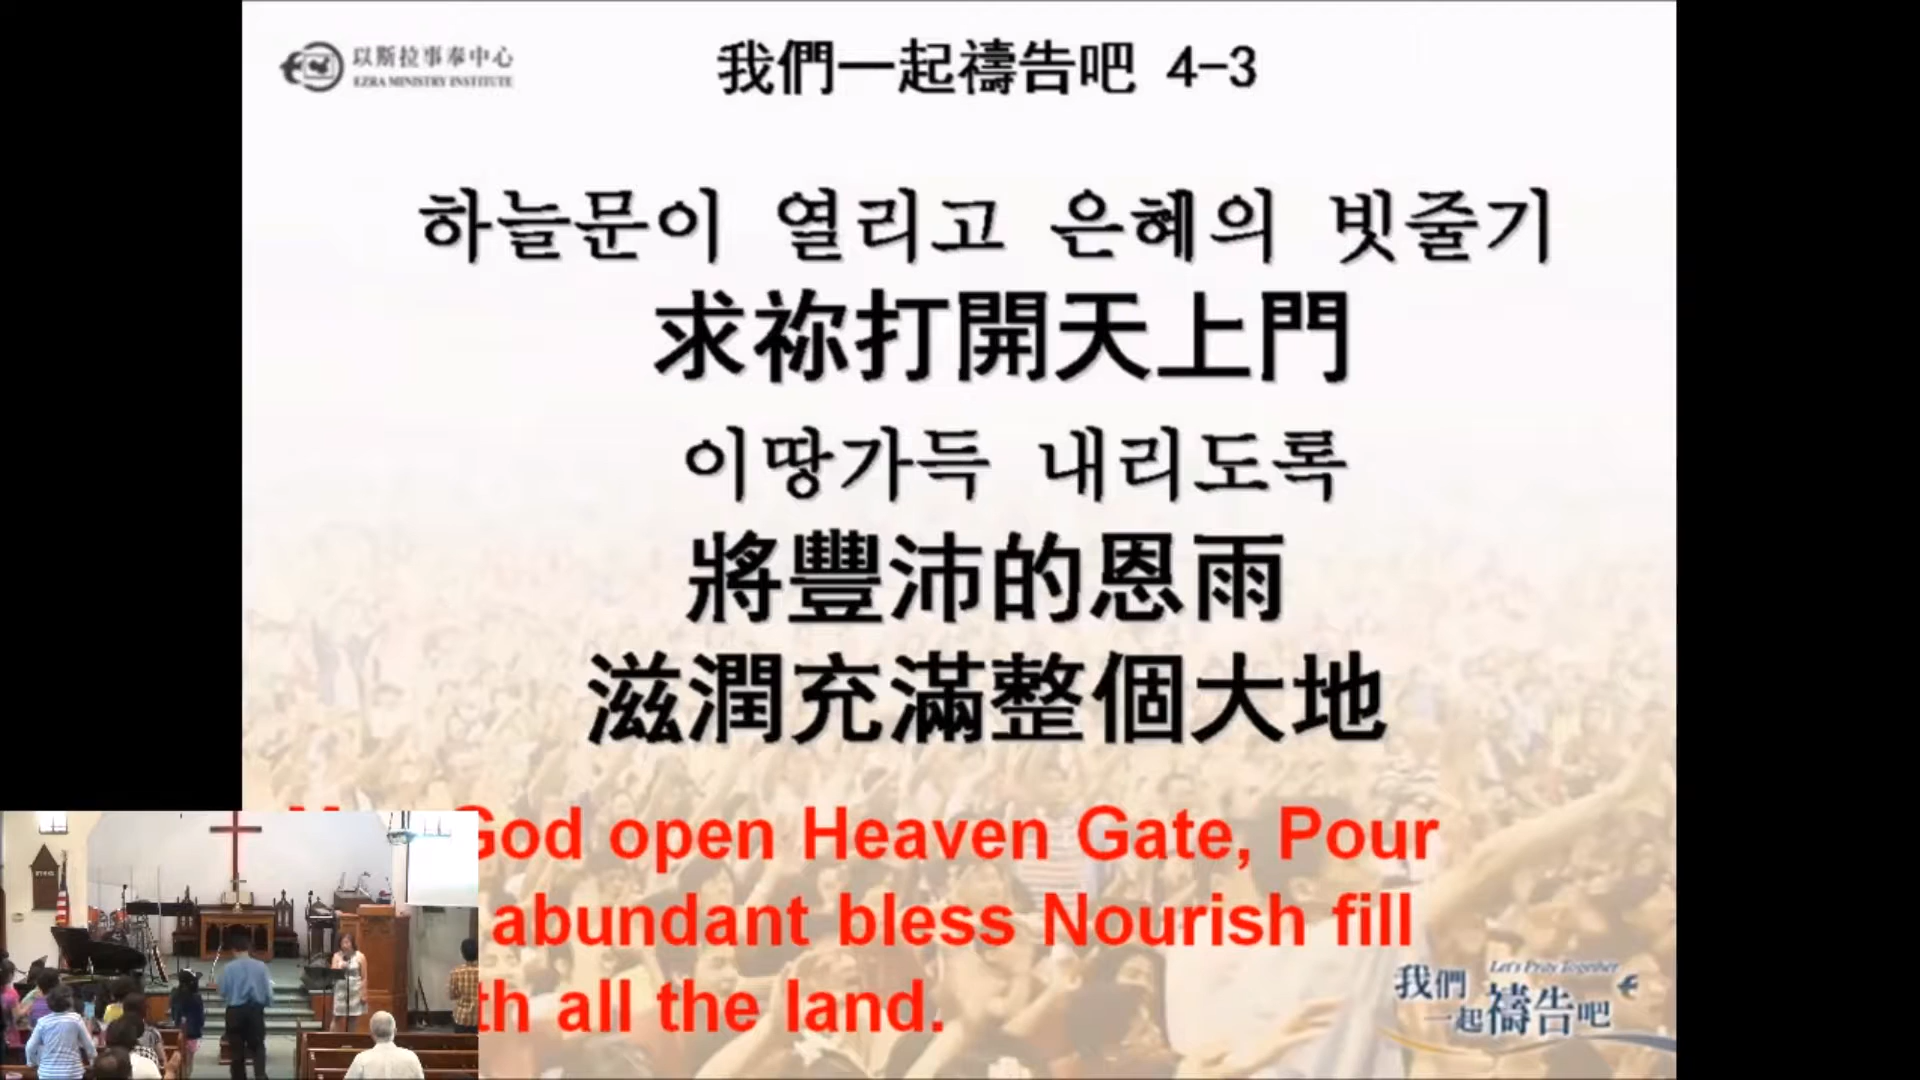 以斯拉事奉中心
EZRA MINISTRY INSTITUTE
我們一起禱告吧 4-3
하늘문이 열리고 은혜의 빗줄기
求祢打開天上門
이땅가득 내리도록
將豐沛的恩雨
滋潤充滿整個大地
God open Heaven Gate, Pour
abundant bless Nourish fill
all the land.
Let's Pray Together
我們
一起禱告吧